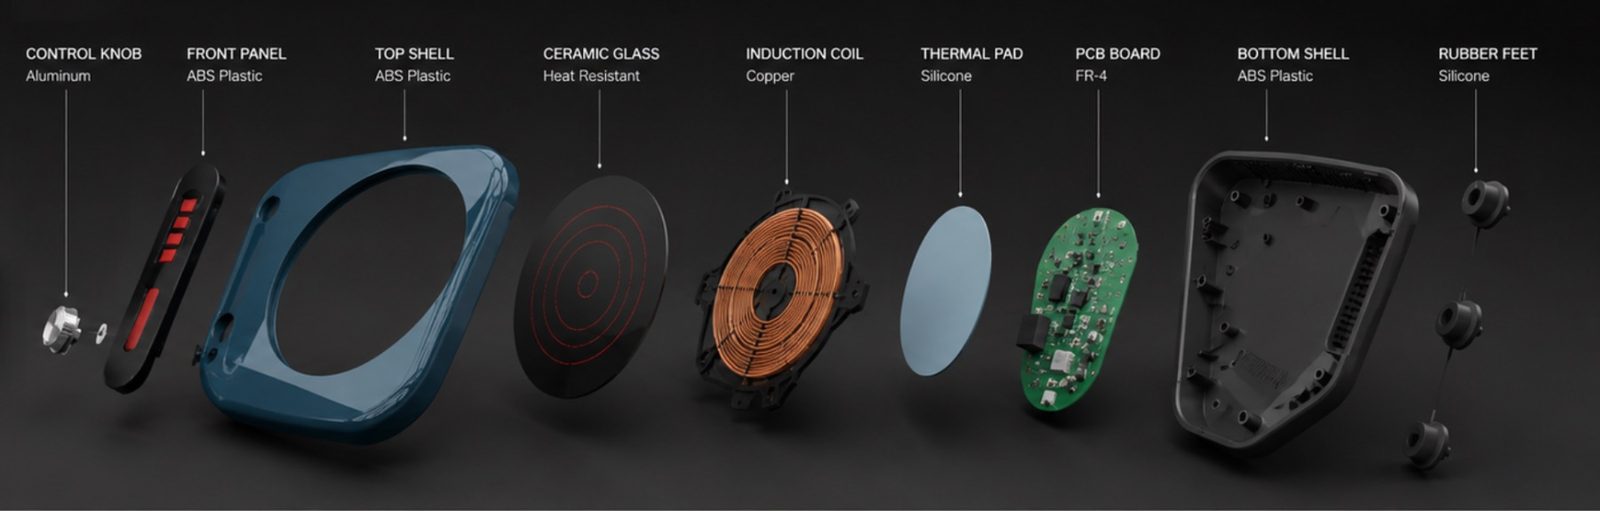 CONTROL KNOB
Aluminum
FRONT PANEL
ABS Plastic
TOP SHELL
ABS Plastic
CERAMIC GLASS
Heat Resistant
INDUCTION COIL
Copper
THERMAL PAD
Silicone
PCB BOARD
FR-4
BOTTOM SHELL
ABS Plastic
RUBBER FEET
Silicone